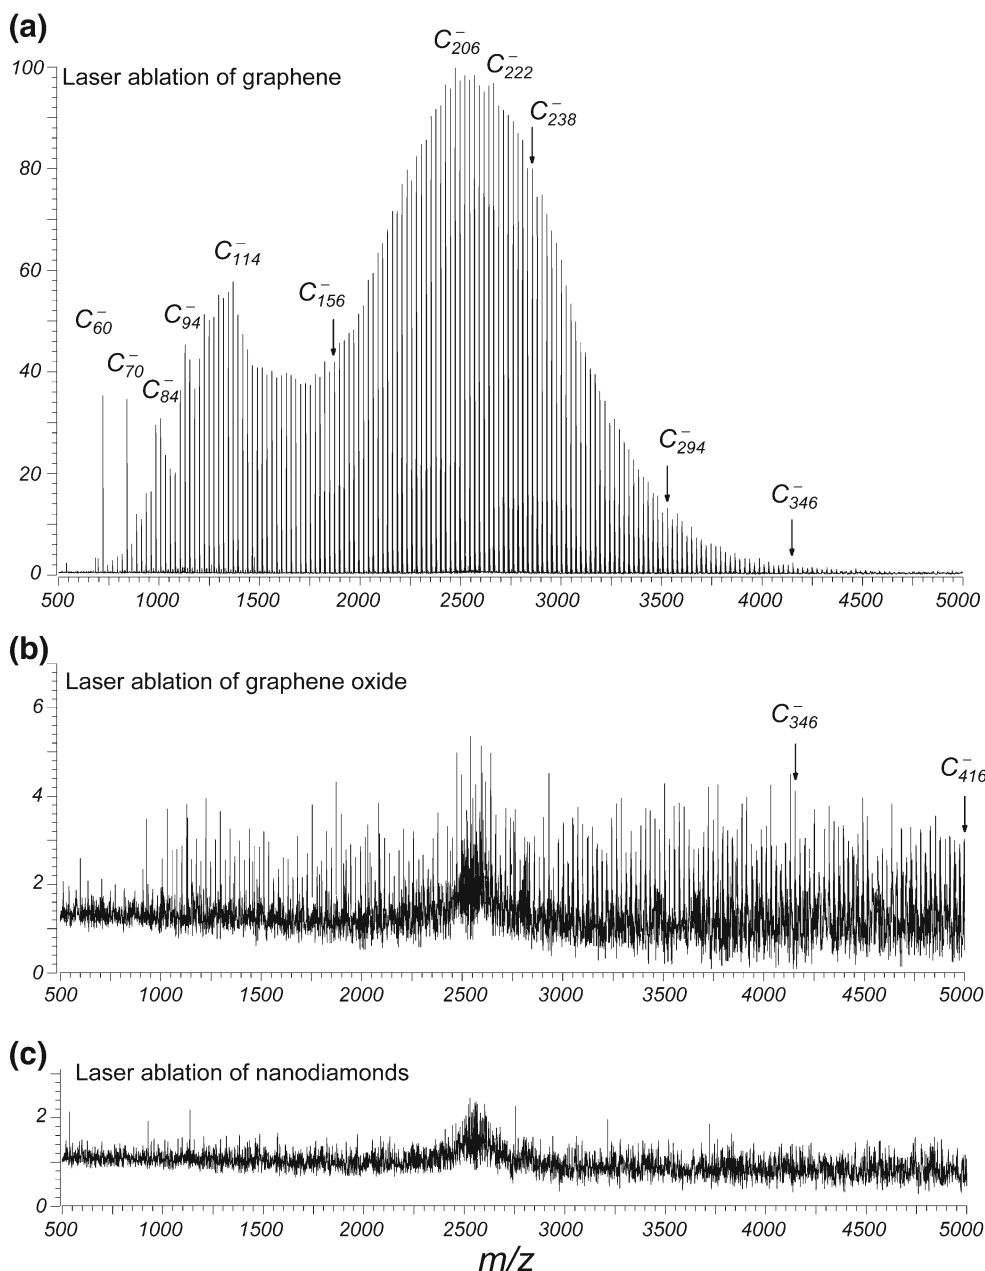 (a)
Laser ablation of graphene
C₂₀₆⁻
C₂₂₂⁻
C₂₃₈⁻
C₁₁₄⁻
C₁₅₆⁻
C₆₀⁻
C₉₄⁻
C₇₀⁻
C₈₄⁻
C₂₉₄⁻
C₃₄₆⁻
100
80
60
40
20
0
500 1000 1500 2000 2500 3000 3500 4000 4500 5000
(b)
Laser ablation of graphene oxide
C₃₄₆⁻
C₄₁₆⁻
6
4
2
0
500 1000 1500 2000 2500 3000 3500 4000 4500 5000
(c)
Laser ablation of nanodiamonds
2
0
500 1000 1500 2000 2500 3000 3500 4000 4500 5000
m/z